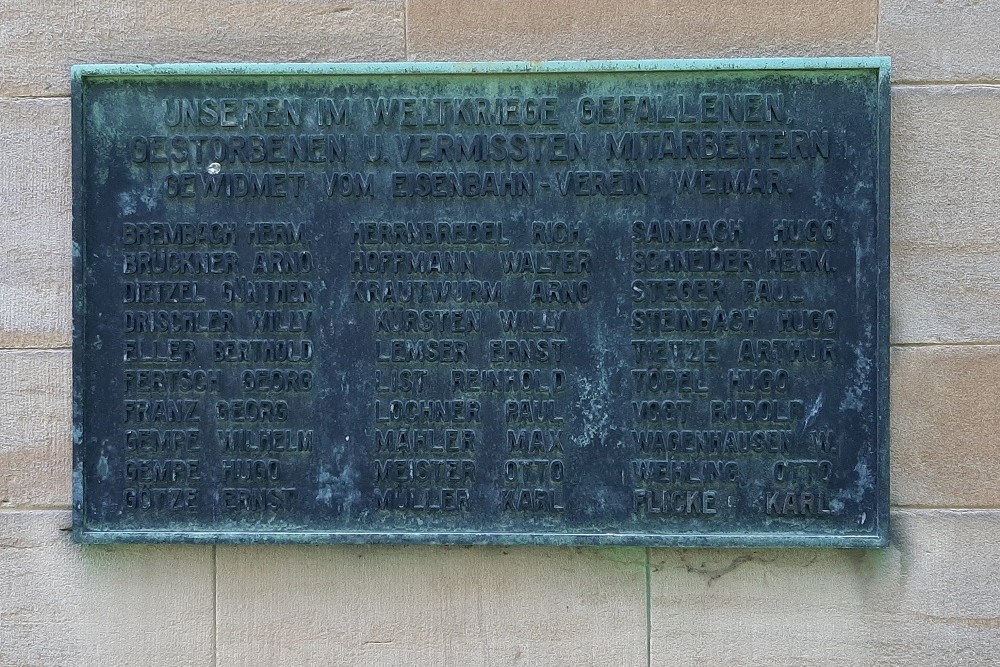 UNSEREN IM WELTKRIEGE GEFALLENEN,
GESTORBENEN U. VERMISSTEN MITARBEITERN
GEWIDMET VOM EISENBAHN-VEREIN WEIMAR.
BREMBACH HERM.
BRÜCKNER ARNO
DIETZEL GÜNTHER
DRISCHLER WILLY
ELLER BERTHOLD
FERTSCH GEORG
FRANZ GEORG
GEMPE WILHELM
GEMPE HUGO
GÖTZE ERNST
HERRNBREDEL RICH.
HOFFMANN WALTER
KRAUTWURM ARNO
KÜRSTEN WILLY
LEMSER ERNST
LIST REINHOLD
LOCHNER PAUL
MÄHLER MAX
MEISTER OTTO
MÜLLER KARL
SANDACH HUGO
SCHNEIDER HERM.
STEGER PAUL
STEINBACH HUGO
TIETZE ARTHUR
TÖPEL HUGO
VOGT RUDOLF
WAGENHAUSEN W.
WEHLING OTTO
FLICKE KARL